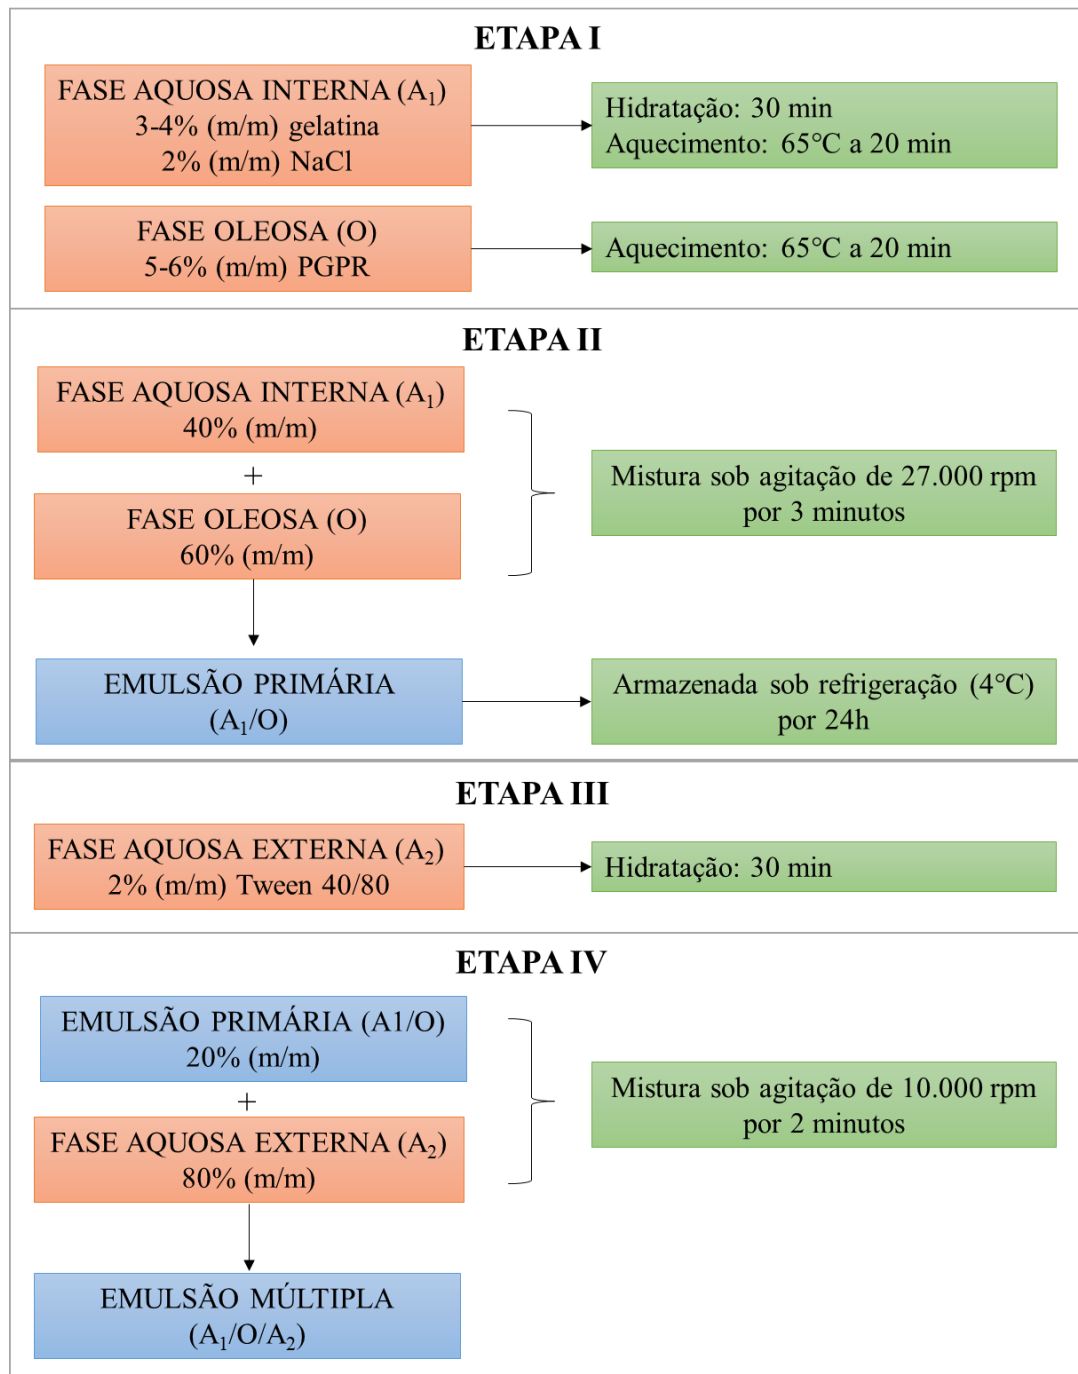 ETAPA I
FASE AQUOSA INTERNA (A₁)
3-4% (m/m) gelatina
2% (m/m) NaCl
Hidratação: 30 min
Aquecimento: 65°C a 20 min
FASE OLEOSA (O)
5-6% (m/m) PGPR
Aquecimento: 65°C a 20 min
ETAPA II
FASE AQUOSA INTERNA (A₁)
40% (m/m)
+
FASE OLEOSA (O)
60% (m/m)
Mistura sob agitação de 27.000 rpm
por 3 minutos
EMULSÃO PRIMÁRIA
(A₁/O)
Armazenada sob refrigeração (4°C)
por 24h
ETAPA III
FASE AQUOSA EXTERNA (A₂)
2% (m/m) Tween 40/80
Hidratação: 30 min
ETAPA IV
EMULSÃO PRIMÁRIA (A1/O)
20% (m/m)
+
FASE AQUOSA EXTERNA (A₂)
80% (m/m)
Mistura sob agitação de 10.000 rpm
por 2 minutos
EMULSÃO MÚLTIPLA
(A₁/O/A₂)